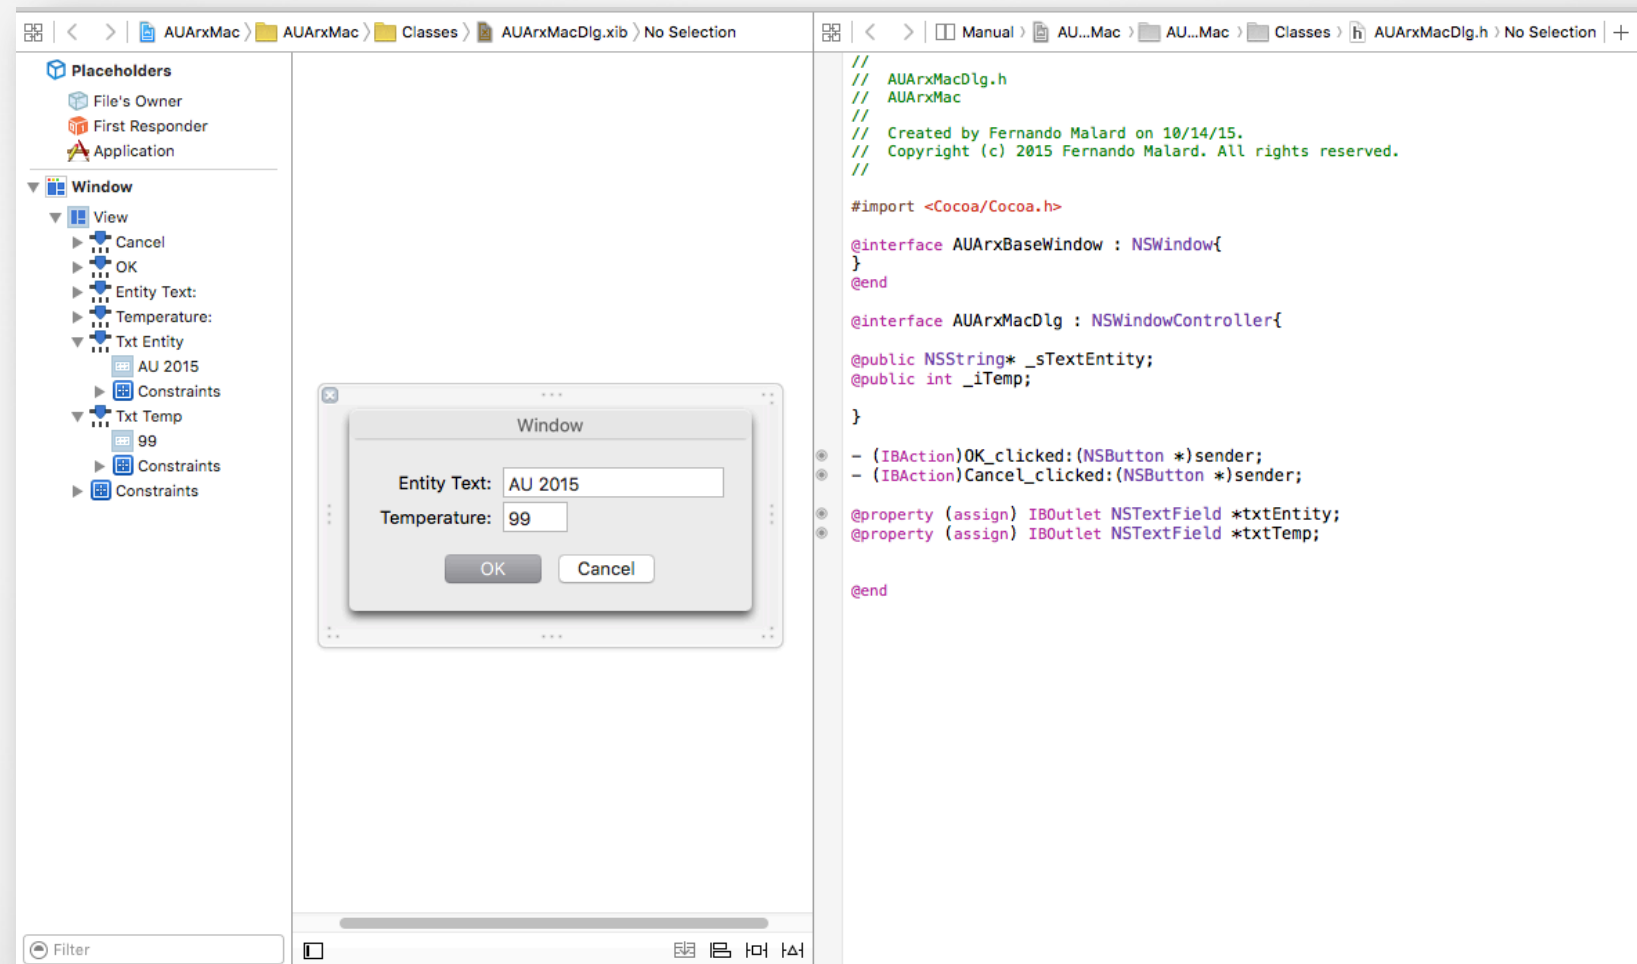 AUArxMac AUArxMac Classes AUArxMacDlg.xib No Selection
Placeholders
File's Owner
First Responder
Application
Window
View
Cancel
OK
Entity Text:
Temperature:
Txt Entity
AU 2015
Constraints
Txt Temp
99
Constraints
Constraints
Filter
Window
Entity Text: AU 2015
Temperature: 99
OK Cancel
Manual AU...Mac AU...Mac Classes h AUArxMacDlg.h No Selection +
//
// AUArxMacDlg.h
// AUArxMac
//
// Created by Fernando Malard on 10/14/15.
// Copyright (c) 2015 Fernando Malard. All rights reserved.
//
#import <Cocoa/Cocoa.h>
@interface AUArxBaseWindow : NSWindow{
}
@end
@interface AUArxMacDlg : NSWindowController{
@public NSString* _sTextEntity;
@public int _iTemp;
}
- (IBAction)OK_clicked:(NSButton *)sender;
- (IBAction)Cancel_clicked:(NSButton *)sender;
@property (assign) IBOutlet NSTextField *txtEntity;
@property (assign) IBOutlet NSTextField *txtTemp;
@end